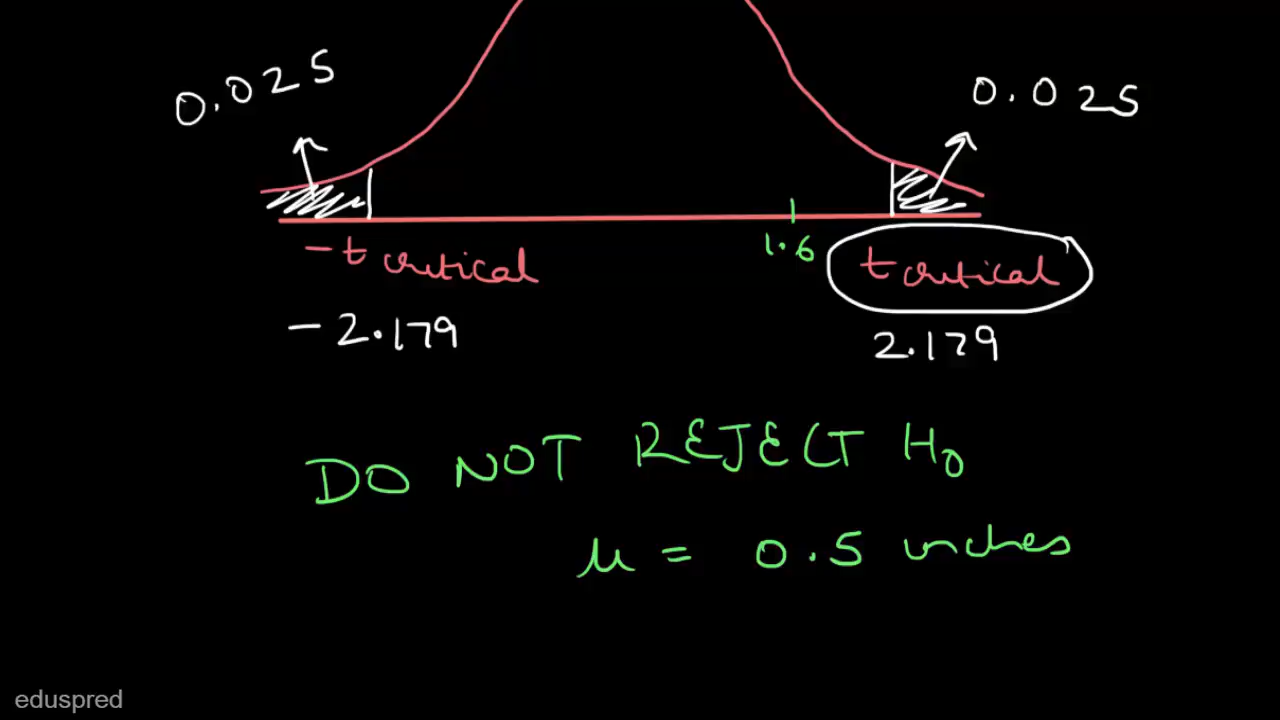 0.025 0.025
1.6
-t critical t critical
-2.179 2.179
DO NOT REJECT H0
μ = 0.5 inches
eduspred